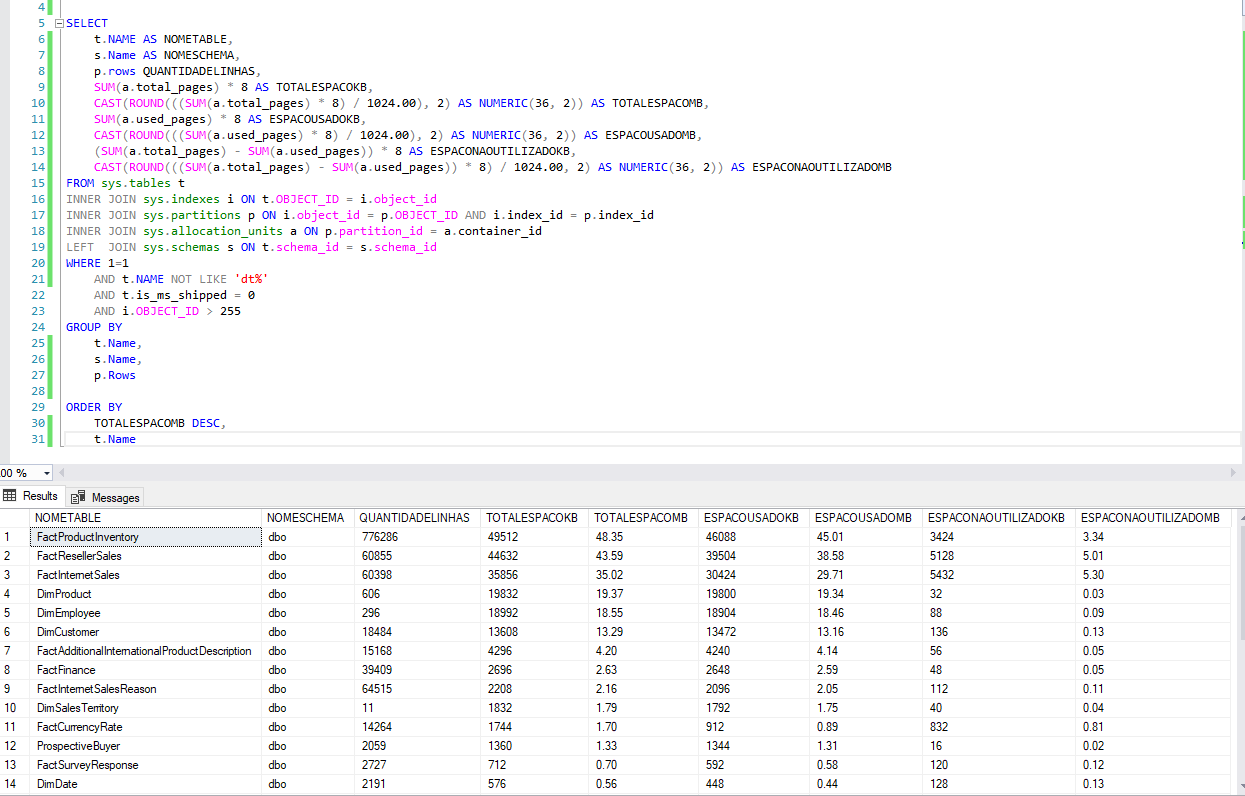 4
5 SELECT
6 t.NAME AS NOMETABLE,
7 s.Name AS NOMESCHEMA,
8 p.rows QUANTIDADELINHAS,
9 SUM(a.total_pages) * 8 AS TOTALESPACOKB,
10 CAST(ROUND(((SUM(a.total_pages) * 8) / 1024.00), 2) AS NUMERIC(36, 2)) AS TOTALESPACOMB,
11 SUM(a.used_pages) * 8 AS ESPACOUSADOKB,
12 CAST(ROUND(((SUM(a.used_pages) * 8) / 1024.00), 2) AS NUMERIC(36, 2)) AS ESPACOUSADOMB,
13 (SUM(a.total_pages) - SUM(a.used_pages)) * 8 AS ESPACONAOUTILIZADOKB,
14 CAST(ROUND(((SUM(a.total_pages) - SUM(a.used_pages)) * 8) / 1024.00, 2) AS NUMERIC(36, 2)) AS ESPACONAOUTILIZADOMB
15 FROM sys.tables t
16 INNER JOIN sys.indexes i ON t.OBJECT_ID = i.object_id
17 INNER JOIN sys.partitions p ON i.object_id = p.OBJECT_ID AND i.index_id = p.index_id
18 INNER JOIN sys.allocation_units a ON p.partition_id = a.container_id
19 LEFT  JOIN sys.schemas s ON t.schema_id = s.schema_id
20 WHERE 1=1
21 AND t.NAME NOT LIKE 'dt%'
22 AND t.is_ms_shipped = 0
23 AND i.OBJECT_ID > 255
24 GROUP BY
25 t.Name,
26 s.Name,
27 p.Rows
28
29 ORDER BY
30 TOTALESPACOMB DESC,
31 t.Name
00 %
Results Messages
NOMETABLE NOMESCHEMA QUANTIDADELINHAS TOTALESPACOKB TOTALESPACOMB ESPACOUSADOKB ESPACOUSADOMB ESPACONAOUTILIZADOKB ESPACONAOUTILIZADOMB
1 FactProductInventory dbo 776286 49512 48.35 46088 45.01 3424 3.34
2 FactResellerSales dbo 60855 44632 43.59 39504 38.58 5128 5.01
3 FactInternetSales dbo 60398 35856 35.02 30424 29.71 5432 5.30
4 DimProduct dbo 606 19832 19.37 19800 19.34 32 0.03
5 DimEmployee dbo 296 18992 18.55 18904 18.46 88 0.09
6 DimCustomer dbo 18484 13608 13.29 13472 13.16 136 0.13
7 FactAdditionalInternationalProductDescription dbo 15168 4296 4.20 4240 4.14 56 0.05
8 FactFinance dbo 39409 2696 2.63 2648 2.59 48 0.05
9 FactInternetSalesReason dbo 64515 2208 2.16 2096 2.05 112 0.11
10 DimSalesTerritory dbo 11 1832 1.79 1792 1.75 40 0.04
11 FactCurrencyRate dbo 14264 1744 1.70 912 0.89 832 0.81
12 ProspectiveBuyer dbo 2059 1360 1.33 1344 1.31 16 0.02
13 FactSurveyResponse dbo 2727 712 0.70 592 0.58 120 0.12
14 DimDate dbo 2191 576 0.56 448 0.44 128 0.13